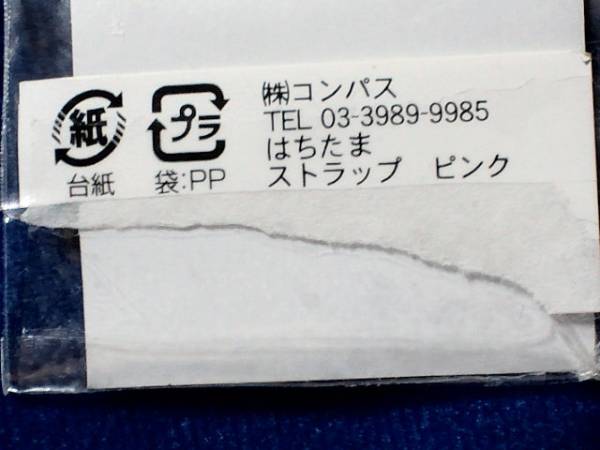 紙
台紙
プラ
袋:PP
㈱コンパス
TEL 03-3989-9985
はちたま
ストラップ ピンク